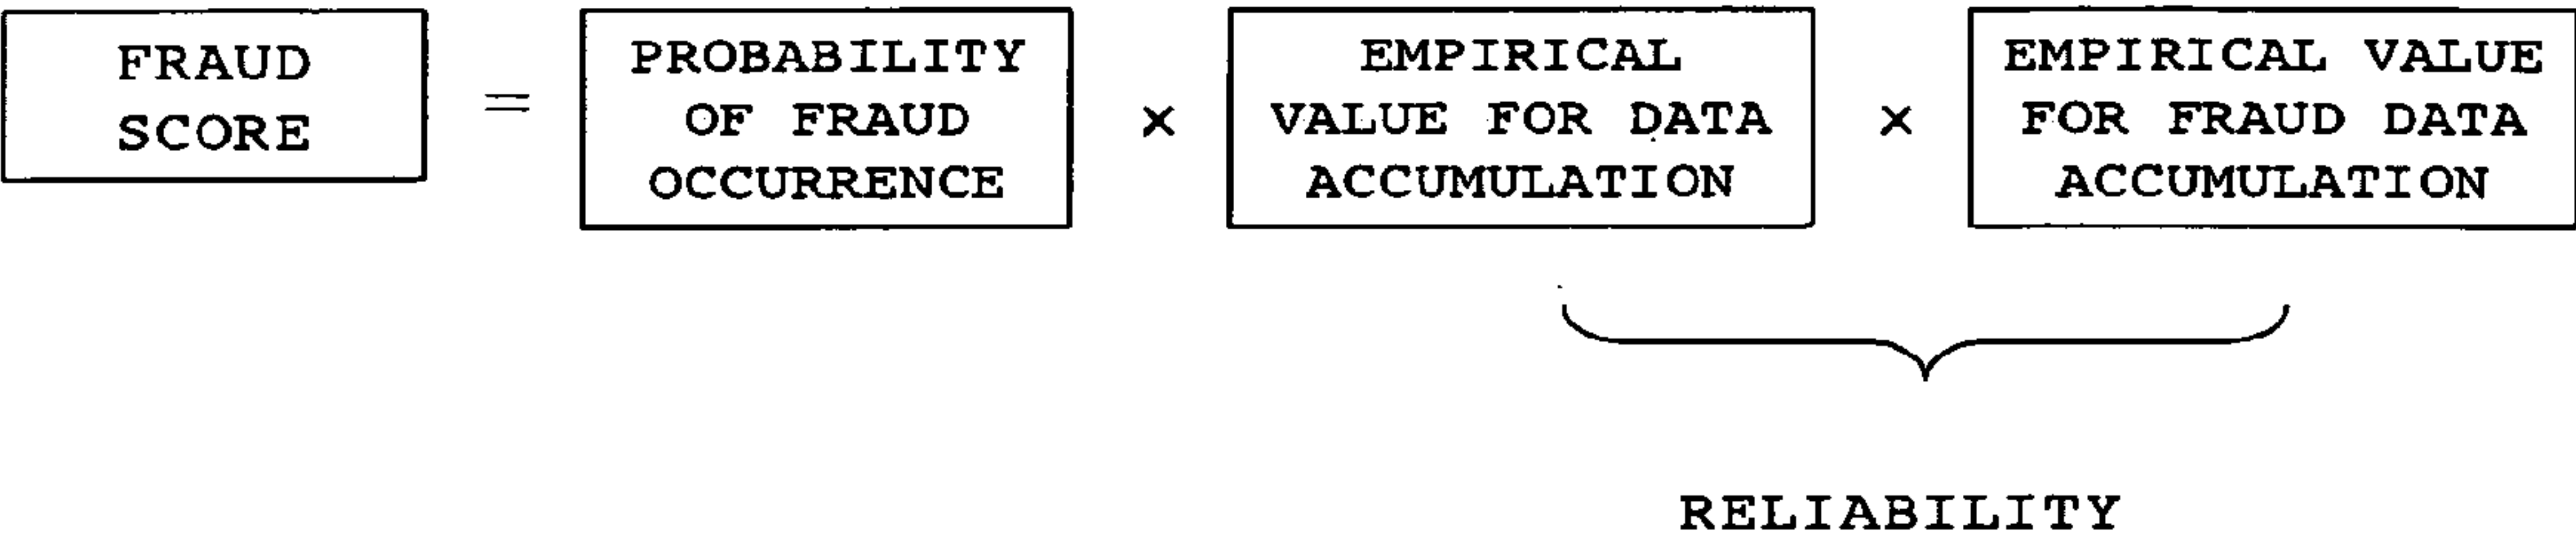 FRAUD
SCORE
=
PROBABILITY
OF FRAUD
OCCURRENCE
×
EMPIRICAL
VALUE FOR DATA
ACCUMULATION
×
EMPIRICAL VALUE
FOR FRAUD DATA
ACCUMULATION
RELIABILITY